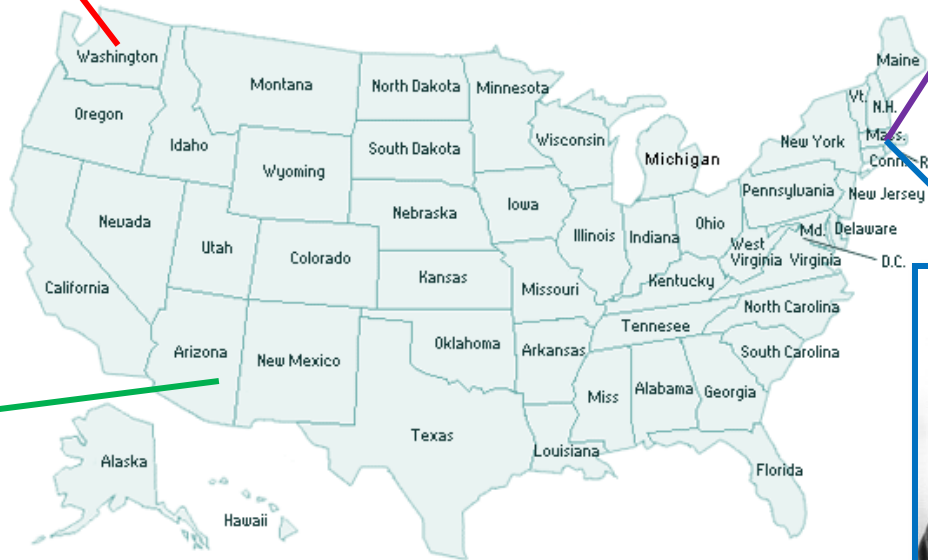 Washington
Oregon
California
Nevada
Idaho
Montana
Wyoming
Utah
Colorado
Arizona
New Mexico
North Dakota
South Dakota
Nebraska
Kansas
Oklahoma
Texas
Minnesota
Iowa
Missouri
Arkansas
Louisiana
Wisconsin
Illinois
Michigan
Indiana
Ohio
Kentucky
Tennesee
Miss
Alabama
Georgia
Florida
South Carolina
North Carolina
West
Virginia
Virginia
Md.
D.C.
Delaware
Pennsylvania
New Jersey
New York
Conn.
R
Mass.
Vt.
N.H.
Maine
Alaska
Hawaii